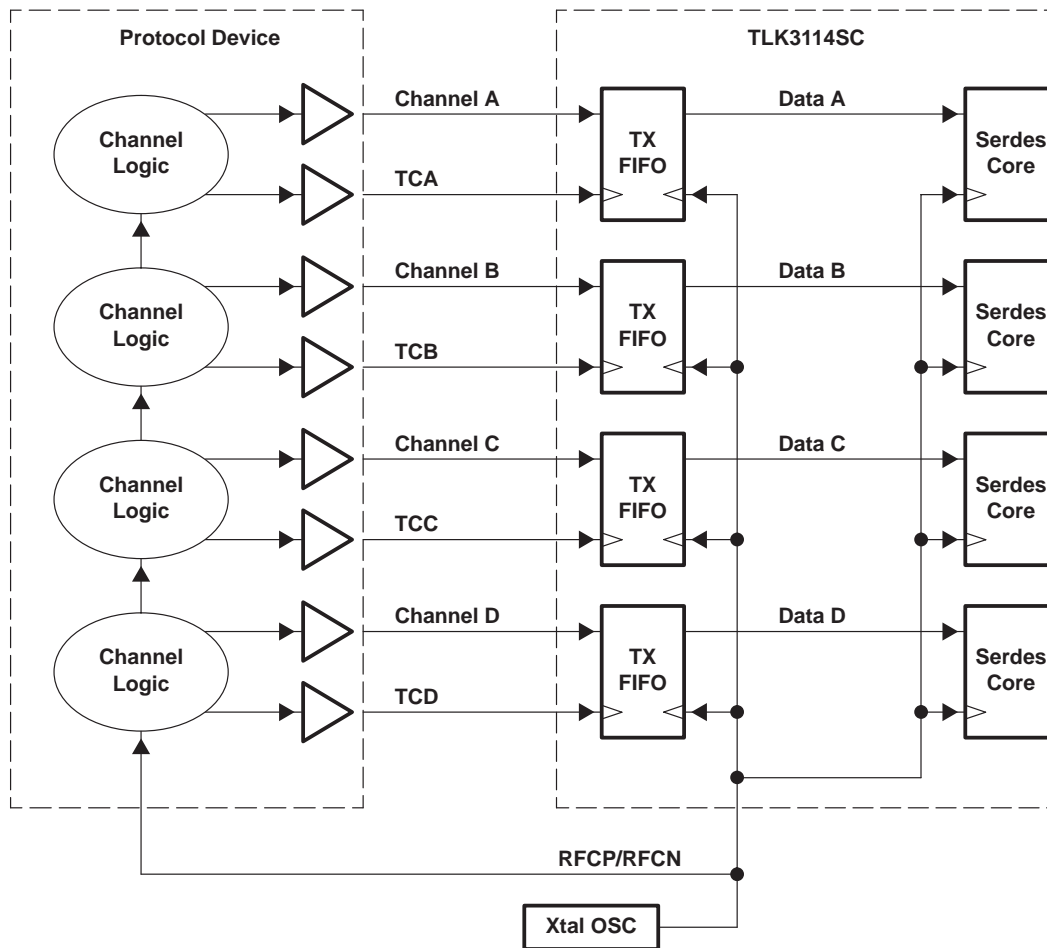 Protocol Device
TLK3114SC
Channel
Logic
Channel A
TCA
TX
FIFO
Data A
Serdes
Core
Channel
Logic
Channel B
TCB
TX
FIFO
Data B
Serdes
Core
Channel
Logic
Channel C
TCC
TX
FIFO
Data C
Serdes
Core
Channel
Logic
Channel D
TCD
TX
FIFO
Data D
Serdes
Core
RFCP/RFCN
Xtal OSC